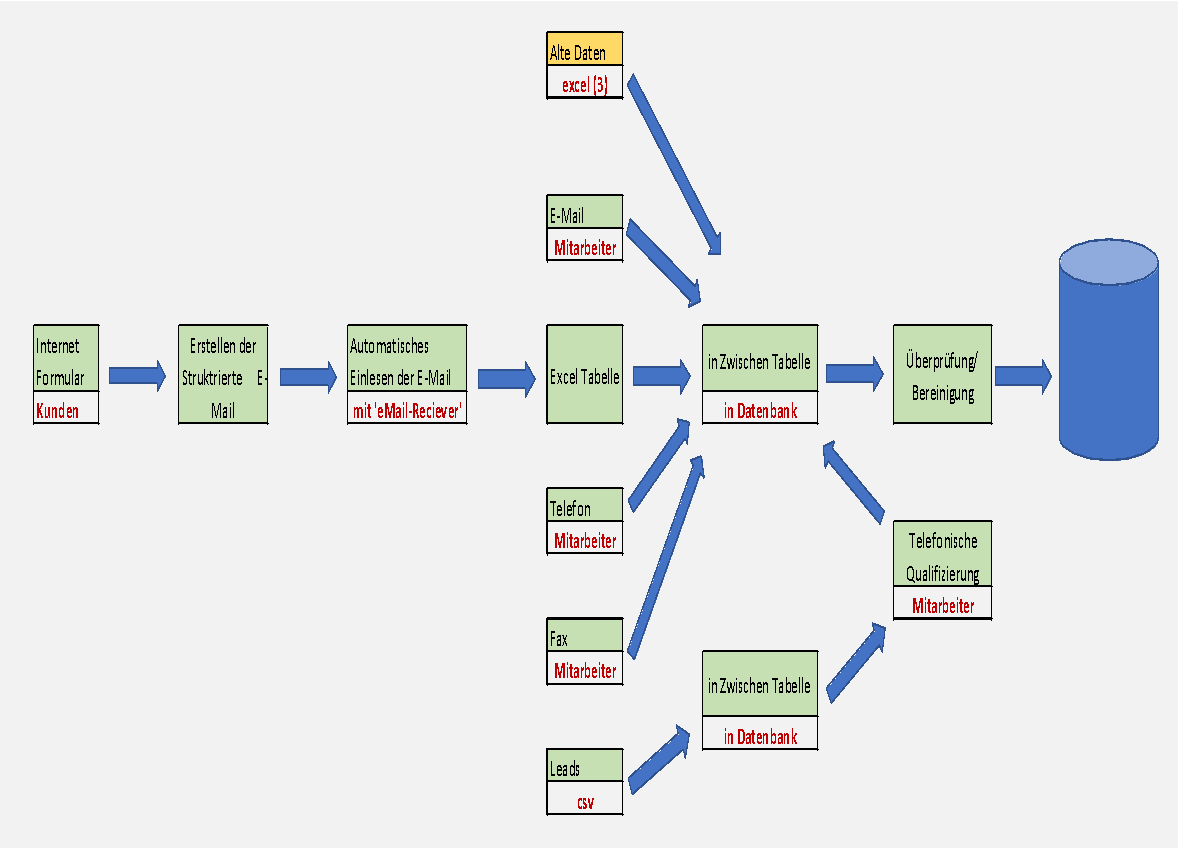 Alte Daten
excel (3)
E-Mail
Mitarbeiter
Internet
Formular
Kunden
Erstellen der
Struktrierte E-
Mail
Automatisches
Einlesen der E-Mail
mit 'eMail-Reciever'
Excel Tabelle
in Zwischen Tabelle
in Datenbank
Überprüfung/
Bereinigung
Telefon
Mitarbeiter
Telefonische
Qualifizierung
Mitarbeiter
Fax
Mitarbeiter
in Zwischen Tabelle
in Datenbank
Leads
csv